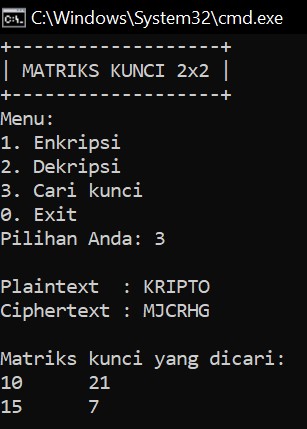 C:\Windows\System32\cmd.exe
+-------------------+
| MATRIKS KUNCI 2x2 |
+-------------------+
Menu:
1. Enkripsi
2. Dekripsi
3. Cari kunci
0. Exit
Pilihan Anda: 3
Plaintext  : KRIPTO
Ciphertext : MJCRHG
Matriks kunci yang dicari:
10      21
15      7